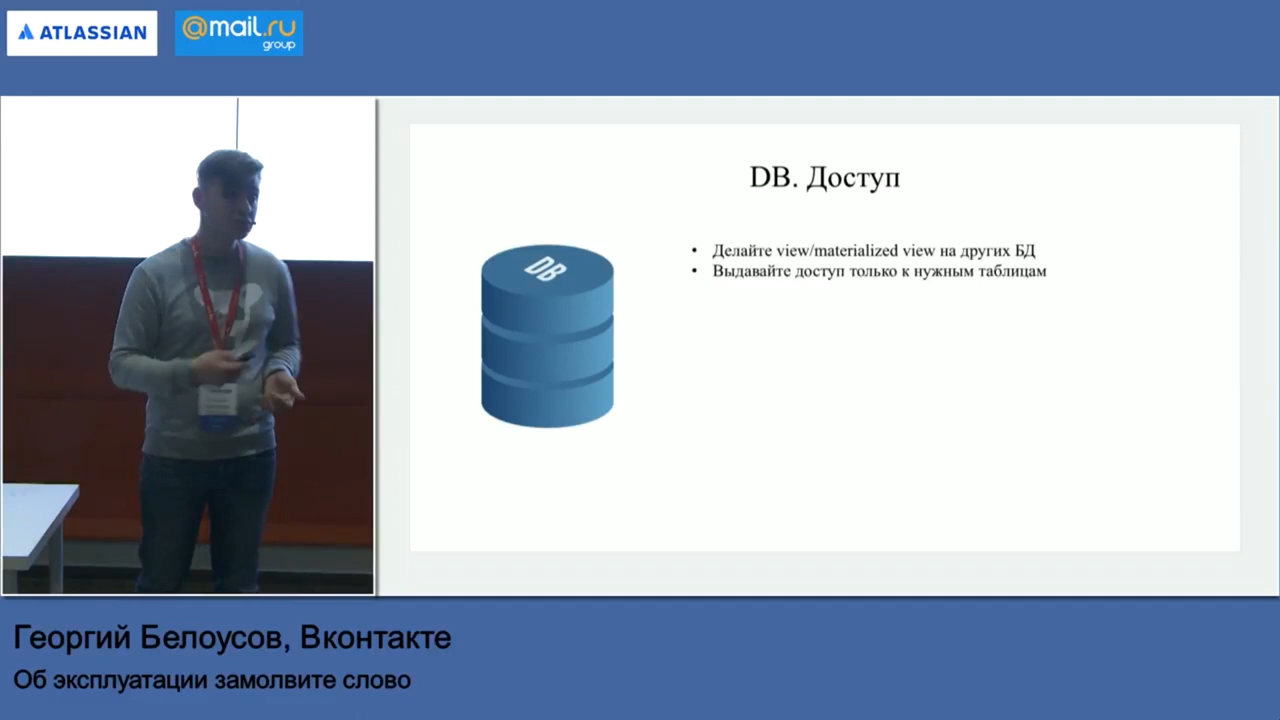 ATLASSIAN
@mail.ru
group
DB. Доступ
• Делайте view/materialized view на других БД
• Выдавайте доступ только к нужным таблицам
DB
Георгий Белоусов, Вконтакте
Об эксплуатации замолвите слово